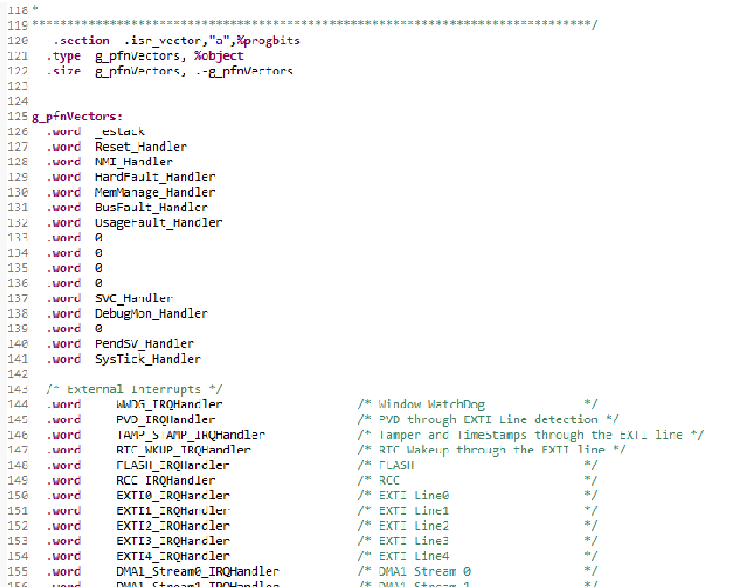 118 *
119 ******************************************************************************/
120 .section .isr_vector,"a",%progbits
121 .type g_pfnVectors, %object
122 .size g_pfnVectors, .-g_pfnVectors
123
124
125 g_pfnVectors:
126 .word _estack
127 .word Reset_Handler
128 .word NMI_Handler
129 .word HardFault_Handler
130 .word MemManage_Handler
131 .word BusFault_Handler
132 .word UsageFault_Handler
133 .word 0
134 .word 0
135 .word 0
136 .word 0
137 .word SVC_Handler
138 .word DebugMon_Handler
139 .word 0
140 .word PendSV_Handler
141 .word SysTick_Handler
142
143 /* External Interrupts */
144 .word WWDG_IRQHandler /* Window WatchDog */
145 .word PVD_IRQHandler /* PVD through EXTI Line detection */
146 .word TAMP_STAMP_IRQHandler /* Tamper and TimeStamps through the EXTI line */
147 .word RTC_WKUP_IRQHandler /* RTC Wakeup through the EXTI line */
148 .word FLASH_IRQHandler /* FLASH */
149 .word RCC_IRQHandler /* RCC */
150 .word EXTI0_IRQHandler /* EXTI Line0 */
151 .word EXTI1_IRQHandler /* EXTI Line1 */
152 .word EXTI2_IRQHandler /* EXTI Line2 */
153 .word EXTI3_IRQHandler /* EXTI Line3 */
154 .word EXTI4_IRQHandler /* EXTI Line4 */
155 .word DMA1_Stream0_IRQHandler /* DMA1 Stream 0 */
156 .word DMA1_Stream1_IRQHandler /* DMA1 Stream 1 */